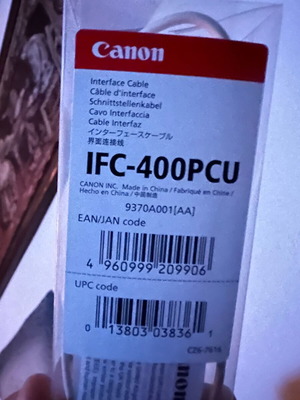 Canon
Interface Cable
Câble d'interface
Schnittstellenkabel
Cavo Interfaccia
Cable Interfaz
インターフェースケーブル
界面连接线
IFC-400PCU
CANON INC. Made in China / Fabriqué en Chine /
Hecho en China / 中国制造
9370A001[AA]
EAN/JAN code
4 960999 209906
UPC code
0 13803 03836 1
Canon